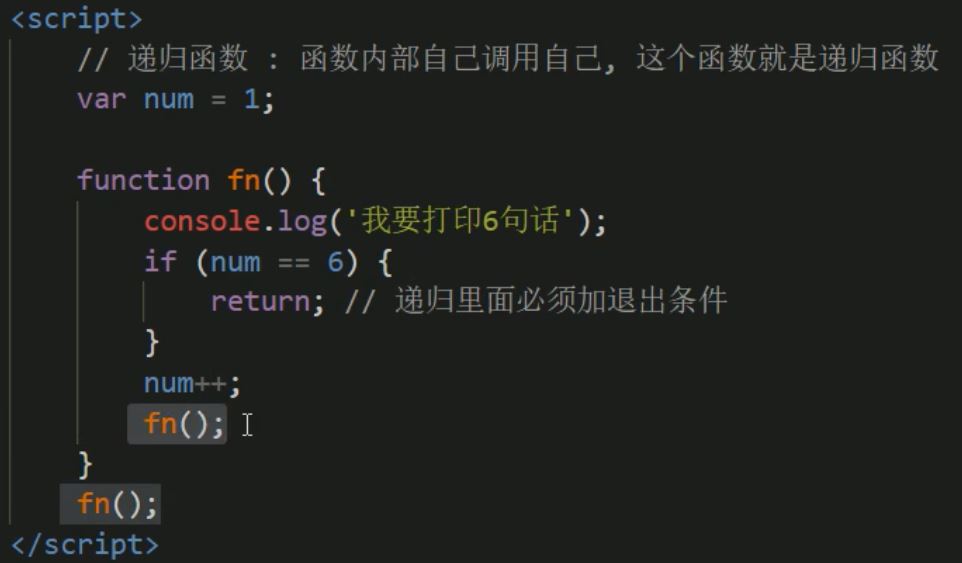 <script>
// 递归函数 : 函数内部自己调用自己, 这个函数就是递归函数
var num = 1;
function fn() {
console.log('我要打印6句话');
if (num == 6) {
return; // 递归里面必须加退出条件
}
num++;
fn();
}
fn();
</script>